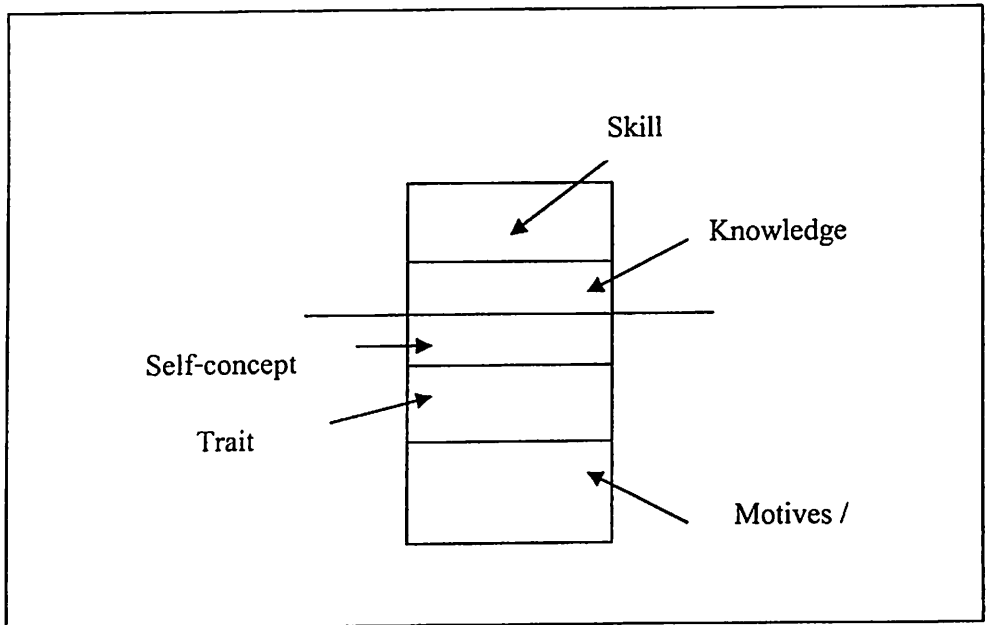 Skill
Knowledge
Self-concept
Trait
Motives /